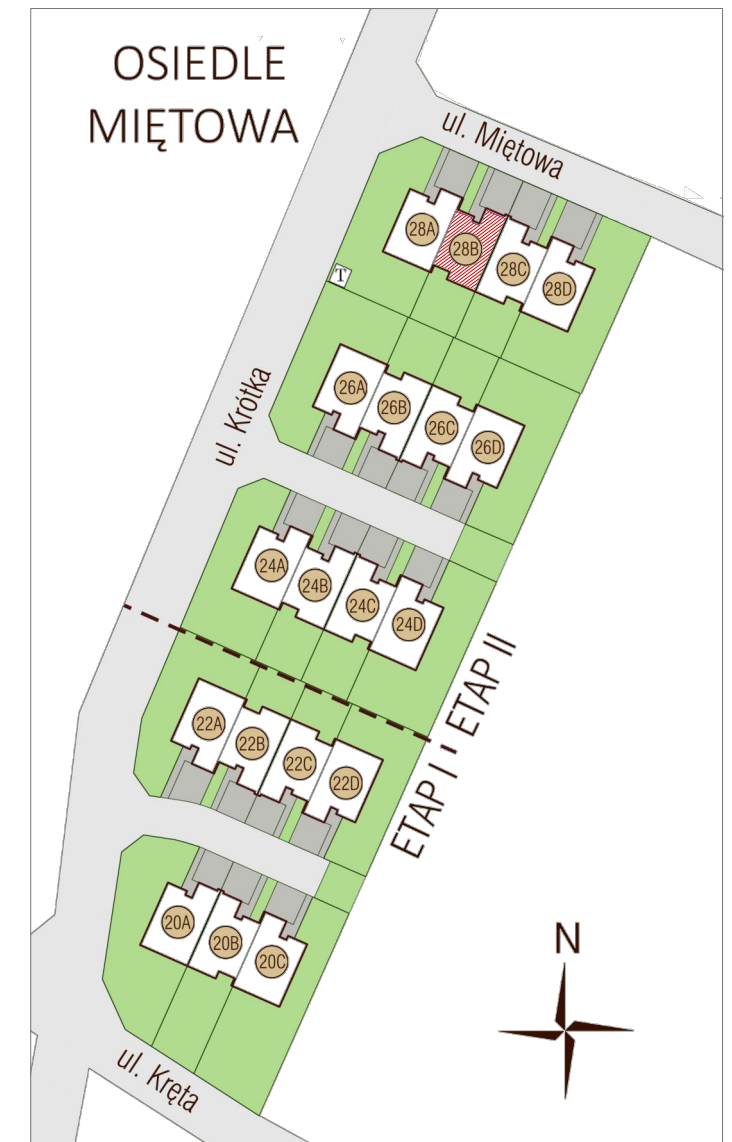 OSIEDLE
MIĘTOWA
ul. Miętowa
28A
28B
28C
28D
T
ul. Krótka
26A
26B
26C
26D
24A
24B
24C
24D
ETAP II
ETAP I
22A
22B
22C
22D
20A
20B
20C
N
ul. Kręta